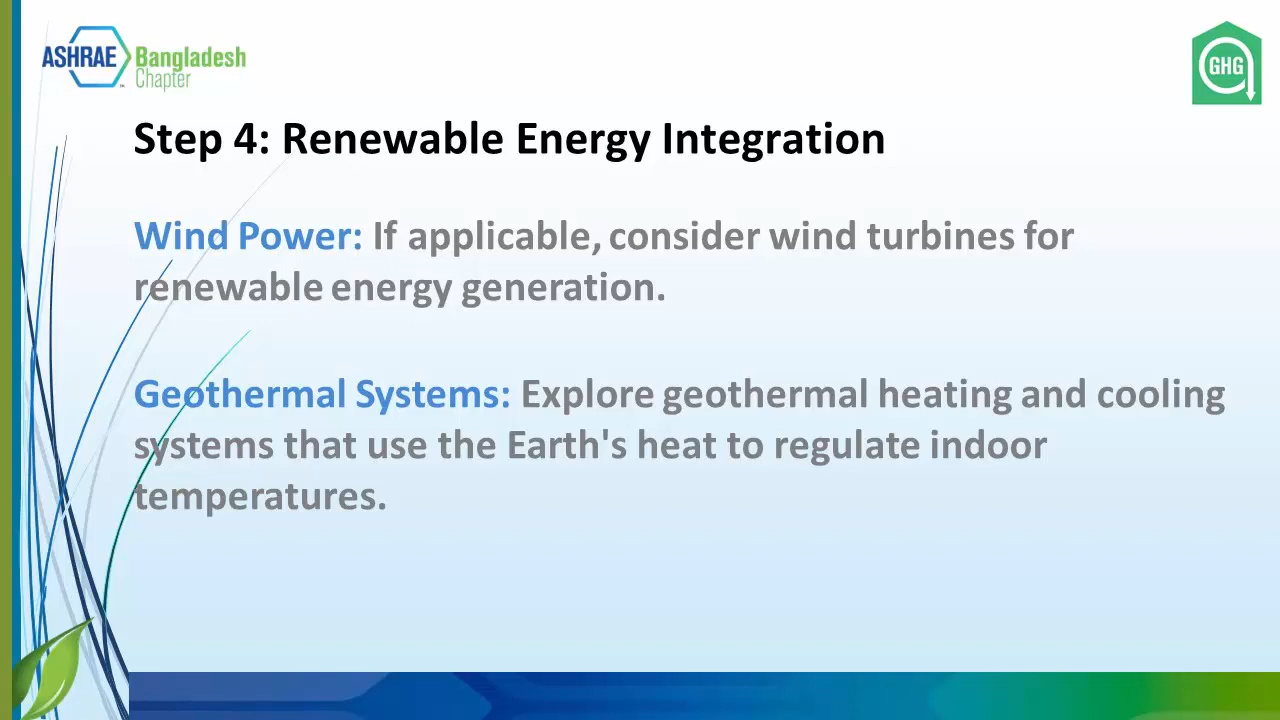 ASHRAE Bangladesh
Chapter
GHG
Step 4: Renewable Energy Integration
Wind Power: If applicable, consider wind turbines for
renewable energy generation.
Geothermal Systems: Explore geothermal heating and cooling
systems that use the Earth's heat to regulate indoor
temperatures.